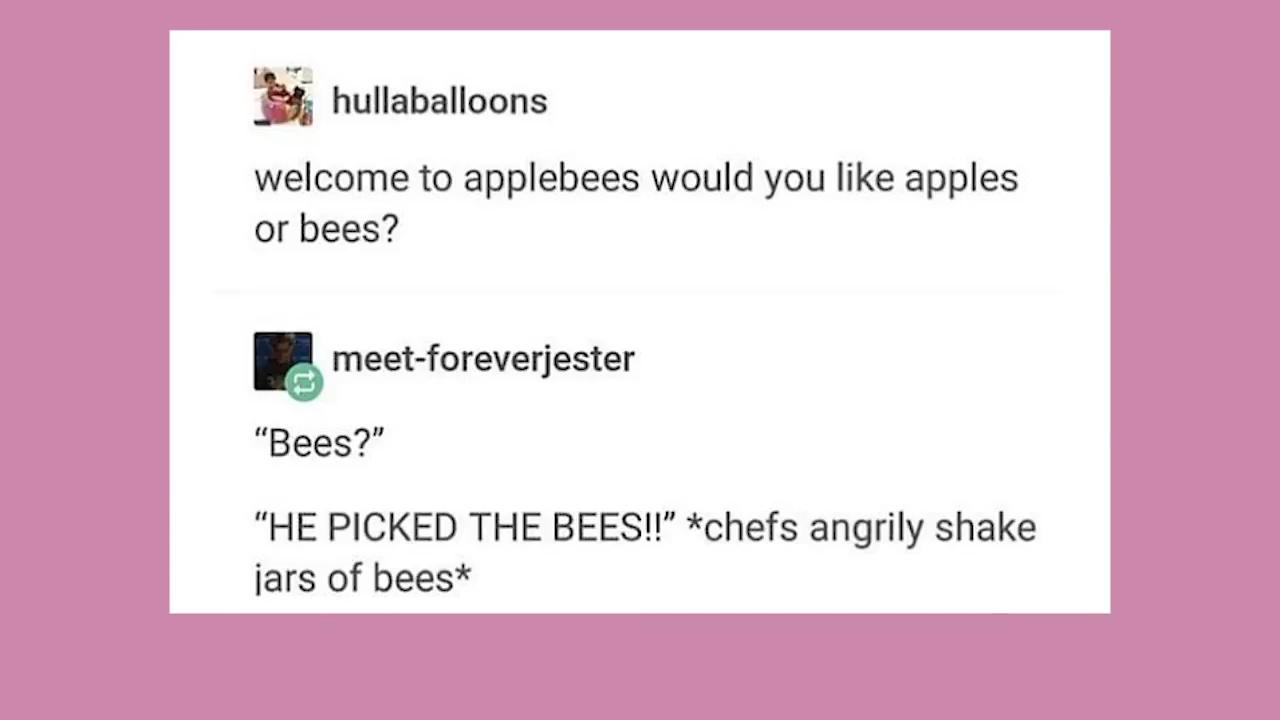 hullaballoons
welcome to applebees would you like apples
or bees?
meet-foreverjester
“Bees?”
“HE PICKED THE BEES!!” *chefs angrily shake
jars of bees*